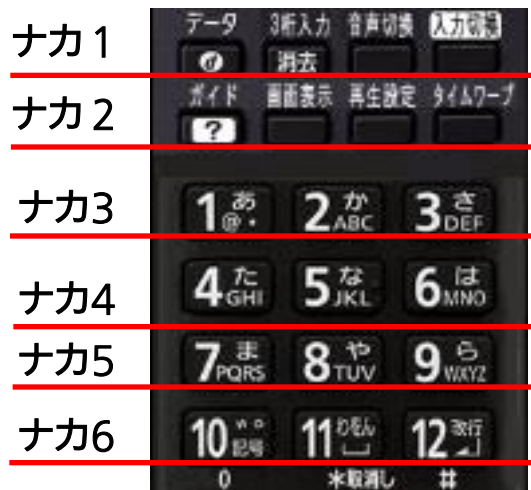 ナカ1
データ 3桁入力 音声切換 入力切換
d 消去
ナカ2
ガイド 画面表示 再生設定 タイムワープ
?
ナカ3
1 あ @・ 2 か ABC 3 さ DEF
ナカ4
4 た GHI 5 な JKL 6 は MNO
ナカ5
7 ま PQRS 8 や TUV 9 ら WXYZ
ナカ6
10 ゛゜ 記号 11 わをん ␣ 12 改行 ↲
0 *取消し #